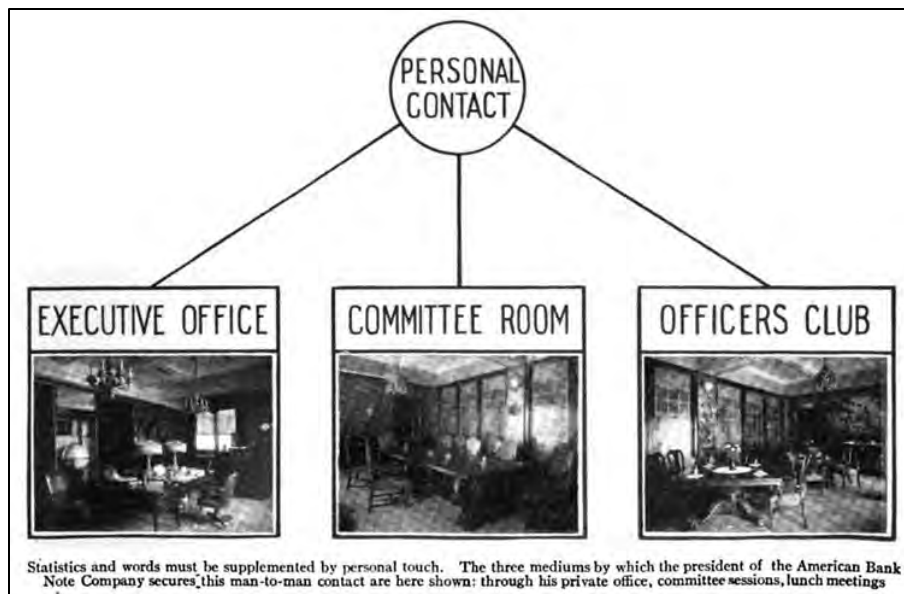 PERSONAL
CONTACT
EXECUTIVE OFFICE
COMMITTEE ROOM
OFFICERS CLUB
Statistics and words must be supplemented by personal touch. The three mediums by which the president of the American Bank
Note Company secures this man-to-man contact are here shown: through his private office, committee sessions, lunch meetings